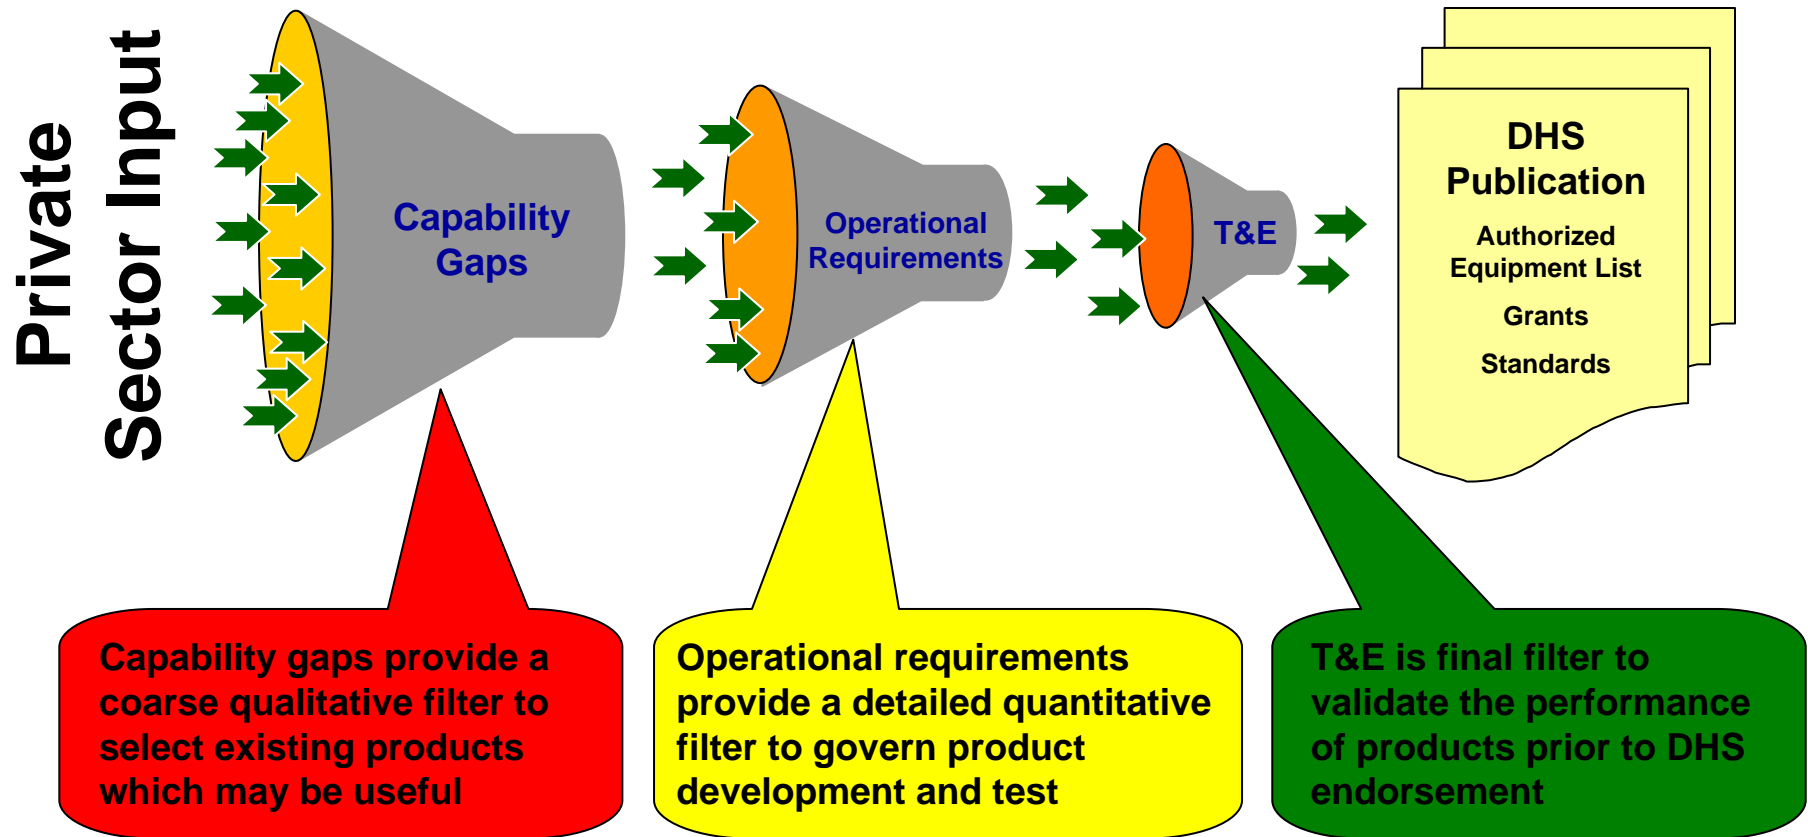 Private
Sector Input
Capability
Gaps
Operational
Requirements
T&E
DHS
Publication
Authorized
Equipment List
Grants
Standards
Capability gaps provide a
coarse qualitative filter to
select existing products
which may be useful
Operational requirements
provide a detailed quantitative
filter to govern product
development and test
T&E is final filter to
validate the performance
of products prior to DHS
endorsement